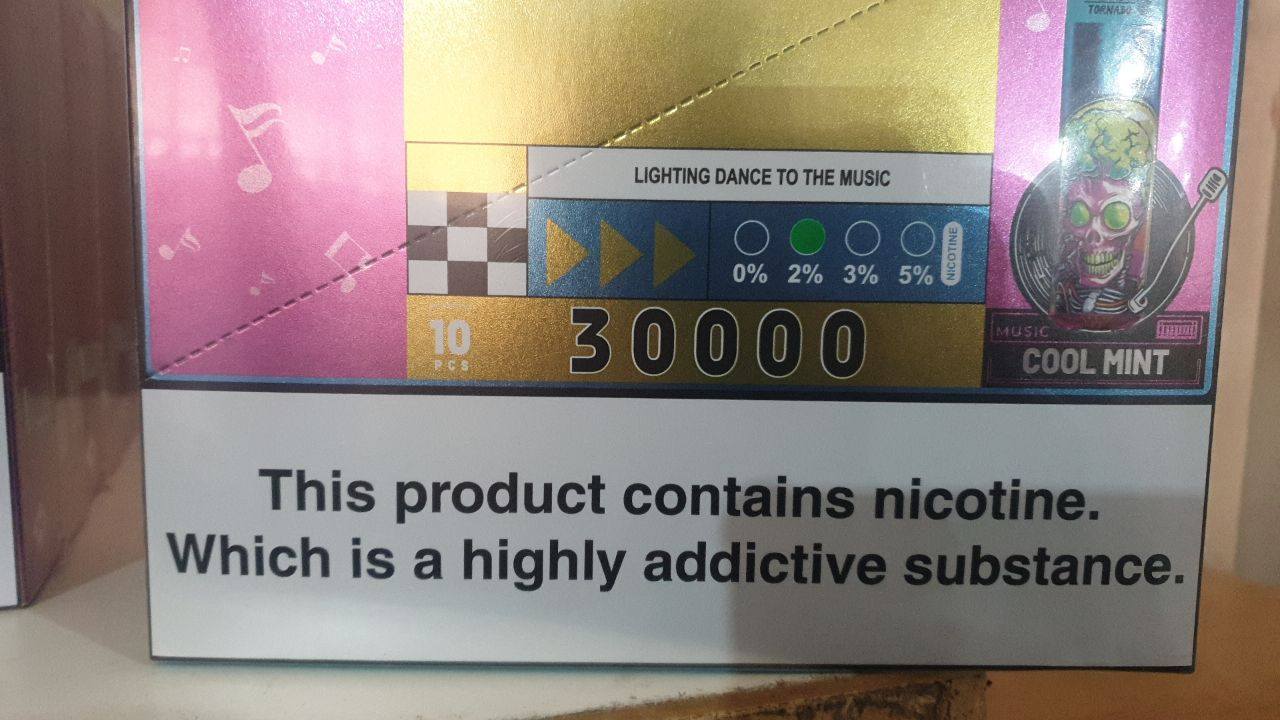 TORNADO
LIGHTING DANCE TO THE MUSIC
0% 2% 3% 5% NICOTINE
10
PCS
30000
MUSIC
COOL MINT
This product contains nicotine.
Which is a highly addictive substance.